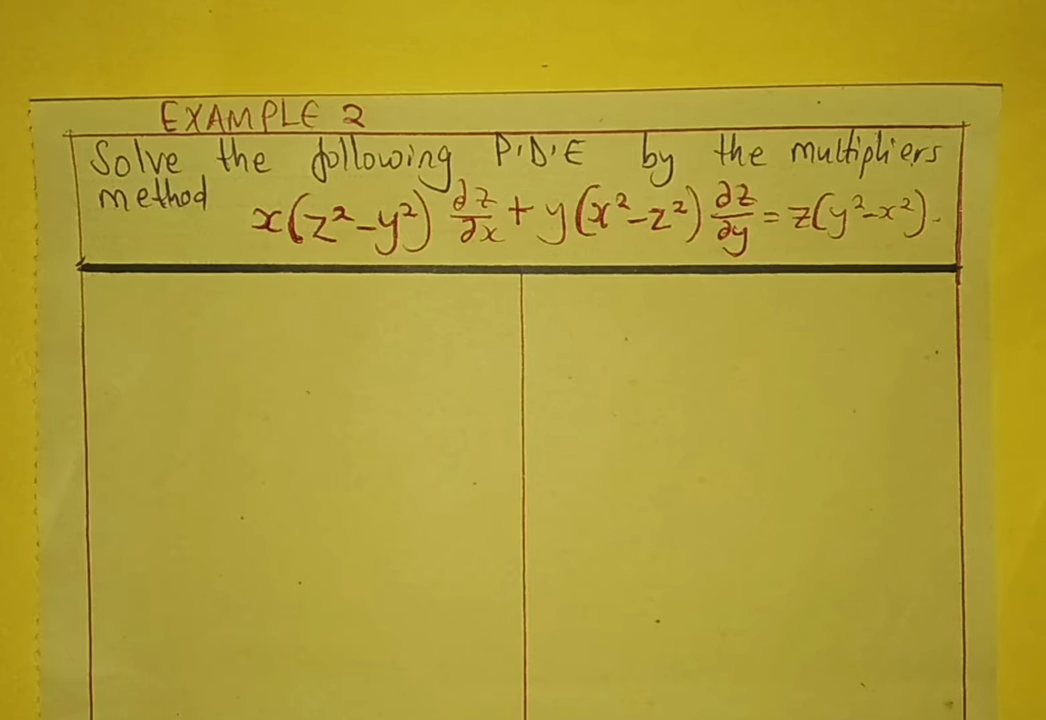 EXAMPLE 2
Solve the following P.D.E by the multipliers
method x(z²-y²) ∂z/∂x + y(x²-z²) ∂z/∂y = z(y²-x²).